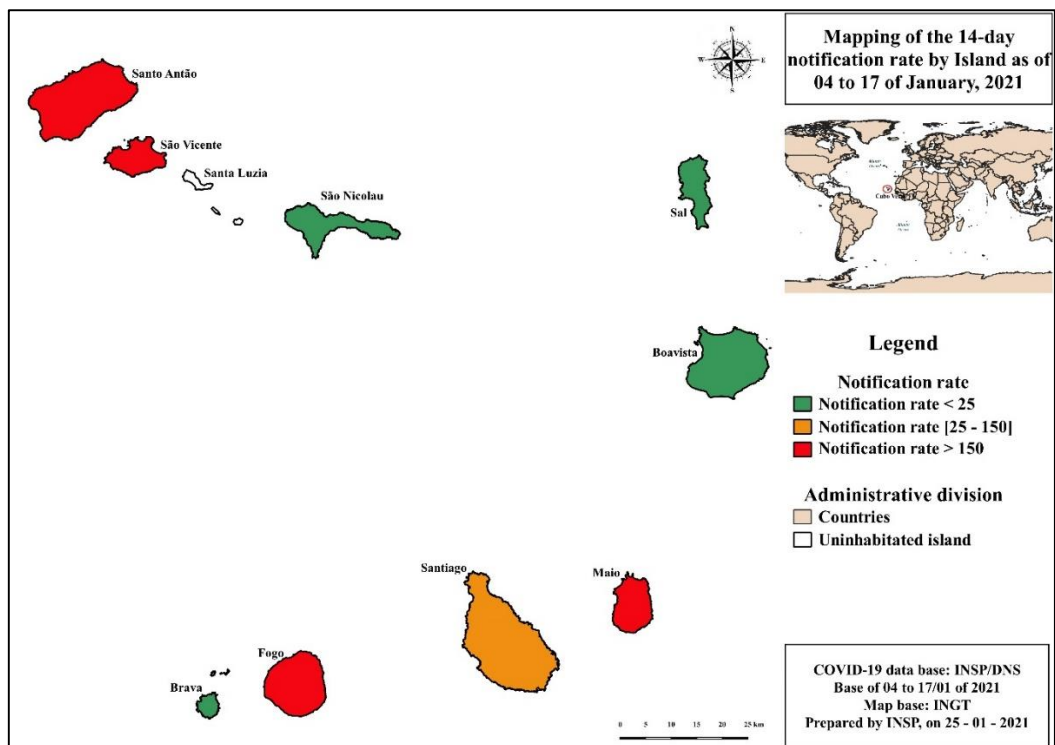 Mapping of the 14-day
notification rate by Island as of
04 to 17 of January, 2021
N
W
E
S
Santo Antão
São Vicente
Santa Luzia
São Nicolau
Sal
Boavista
Legend
Notification rate
Notification rate < 25
Notification rate [25 - 150]
Notification rate > 150
Administrative division
Countries
Uninhabitated island
Santiago
Maio
Fogo
Brava
0 5 10 15 20 25 km
COVID-19 data base: INSP/DNS
Base of 04 to 17/01 of 2021
Map base: INGT
Prepared by INSP, on 25 - 01 - 2021